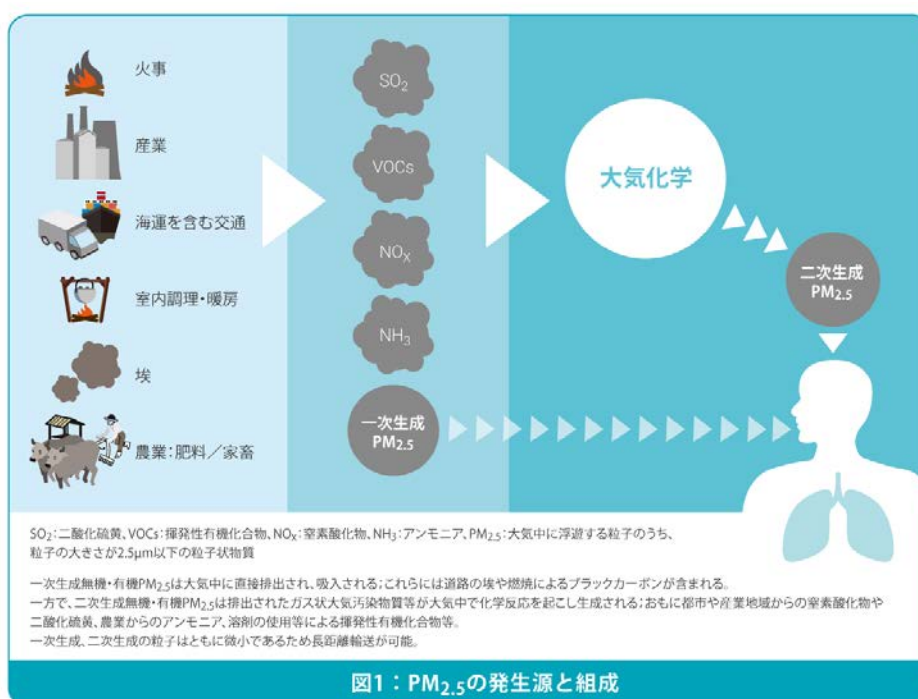 火事
産業
海運を含む交通
室内調理・暖房
埃
農業：肥料／家畜
SO₂
VOCs
NOₓ
NH₃
一次生成
PM₂.₅
大気化学
二次生成
PM₂.₅
SO₂：二酸化硫黄、VOCs：揮発性有機化合物、NOₓ：窒素酸化物、NH₃：アンモニア、PM₂.₅：大気中に浮遊する粒子のうち、
粒子の大きさが2.5μm以下の粒子状物質
一次生成無機・有機PM₂.₅は大気中に直接排出され、吸入される；これらには道路の埃や燃焼によるブラックカーボンが含まれる。
一方で、二次生成無機・有機PM₂.₅は排出されたガス状大気汚染物質等が大気中で化学反応を起こし生成される；おもに都市や産業地域からの窒素酸化物や
二酸化硫黄、農業からのアンモニア、溶剤の使用等による揮発性有機化合物等。
一次生成、二次生成の粒子はともに微小であるため長距離輸送が可能。
図1：PM₂.₅の発生源と組成